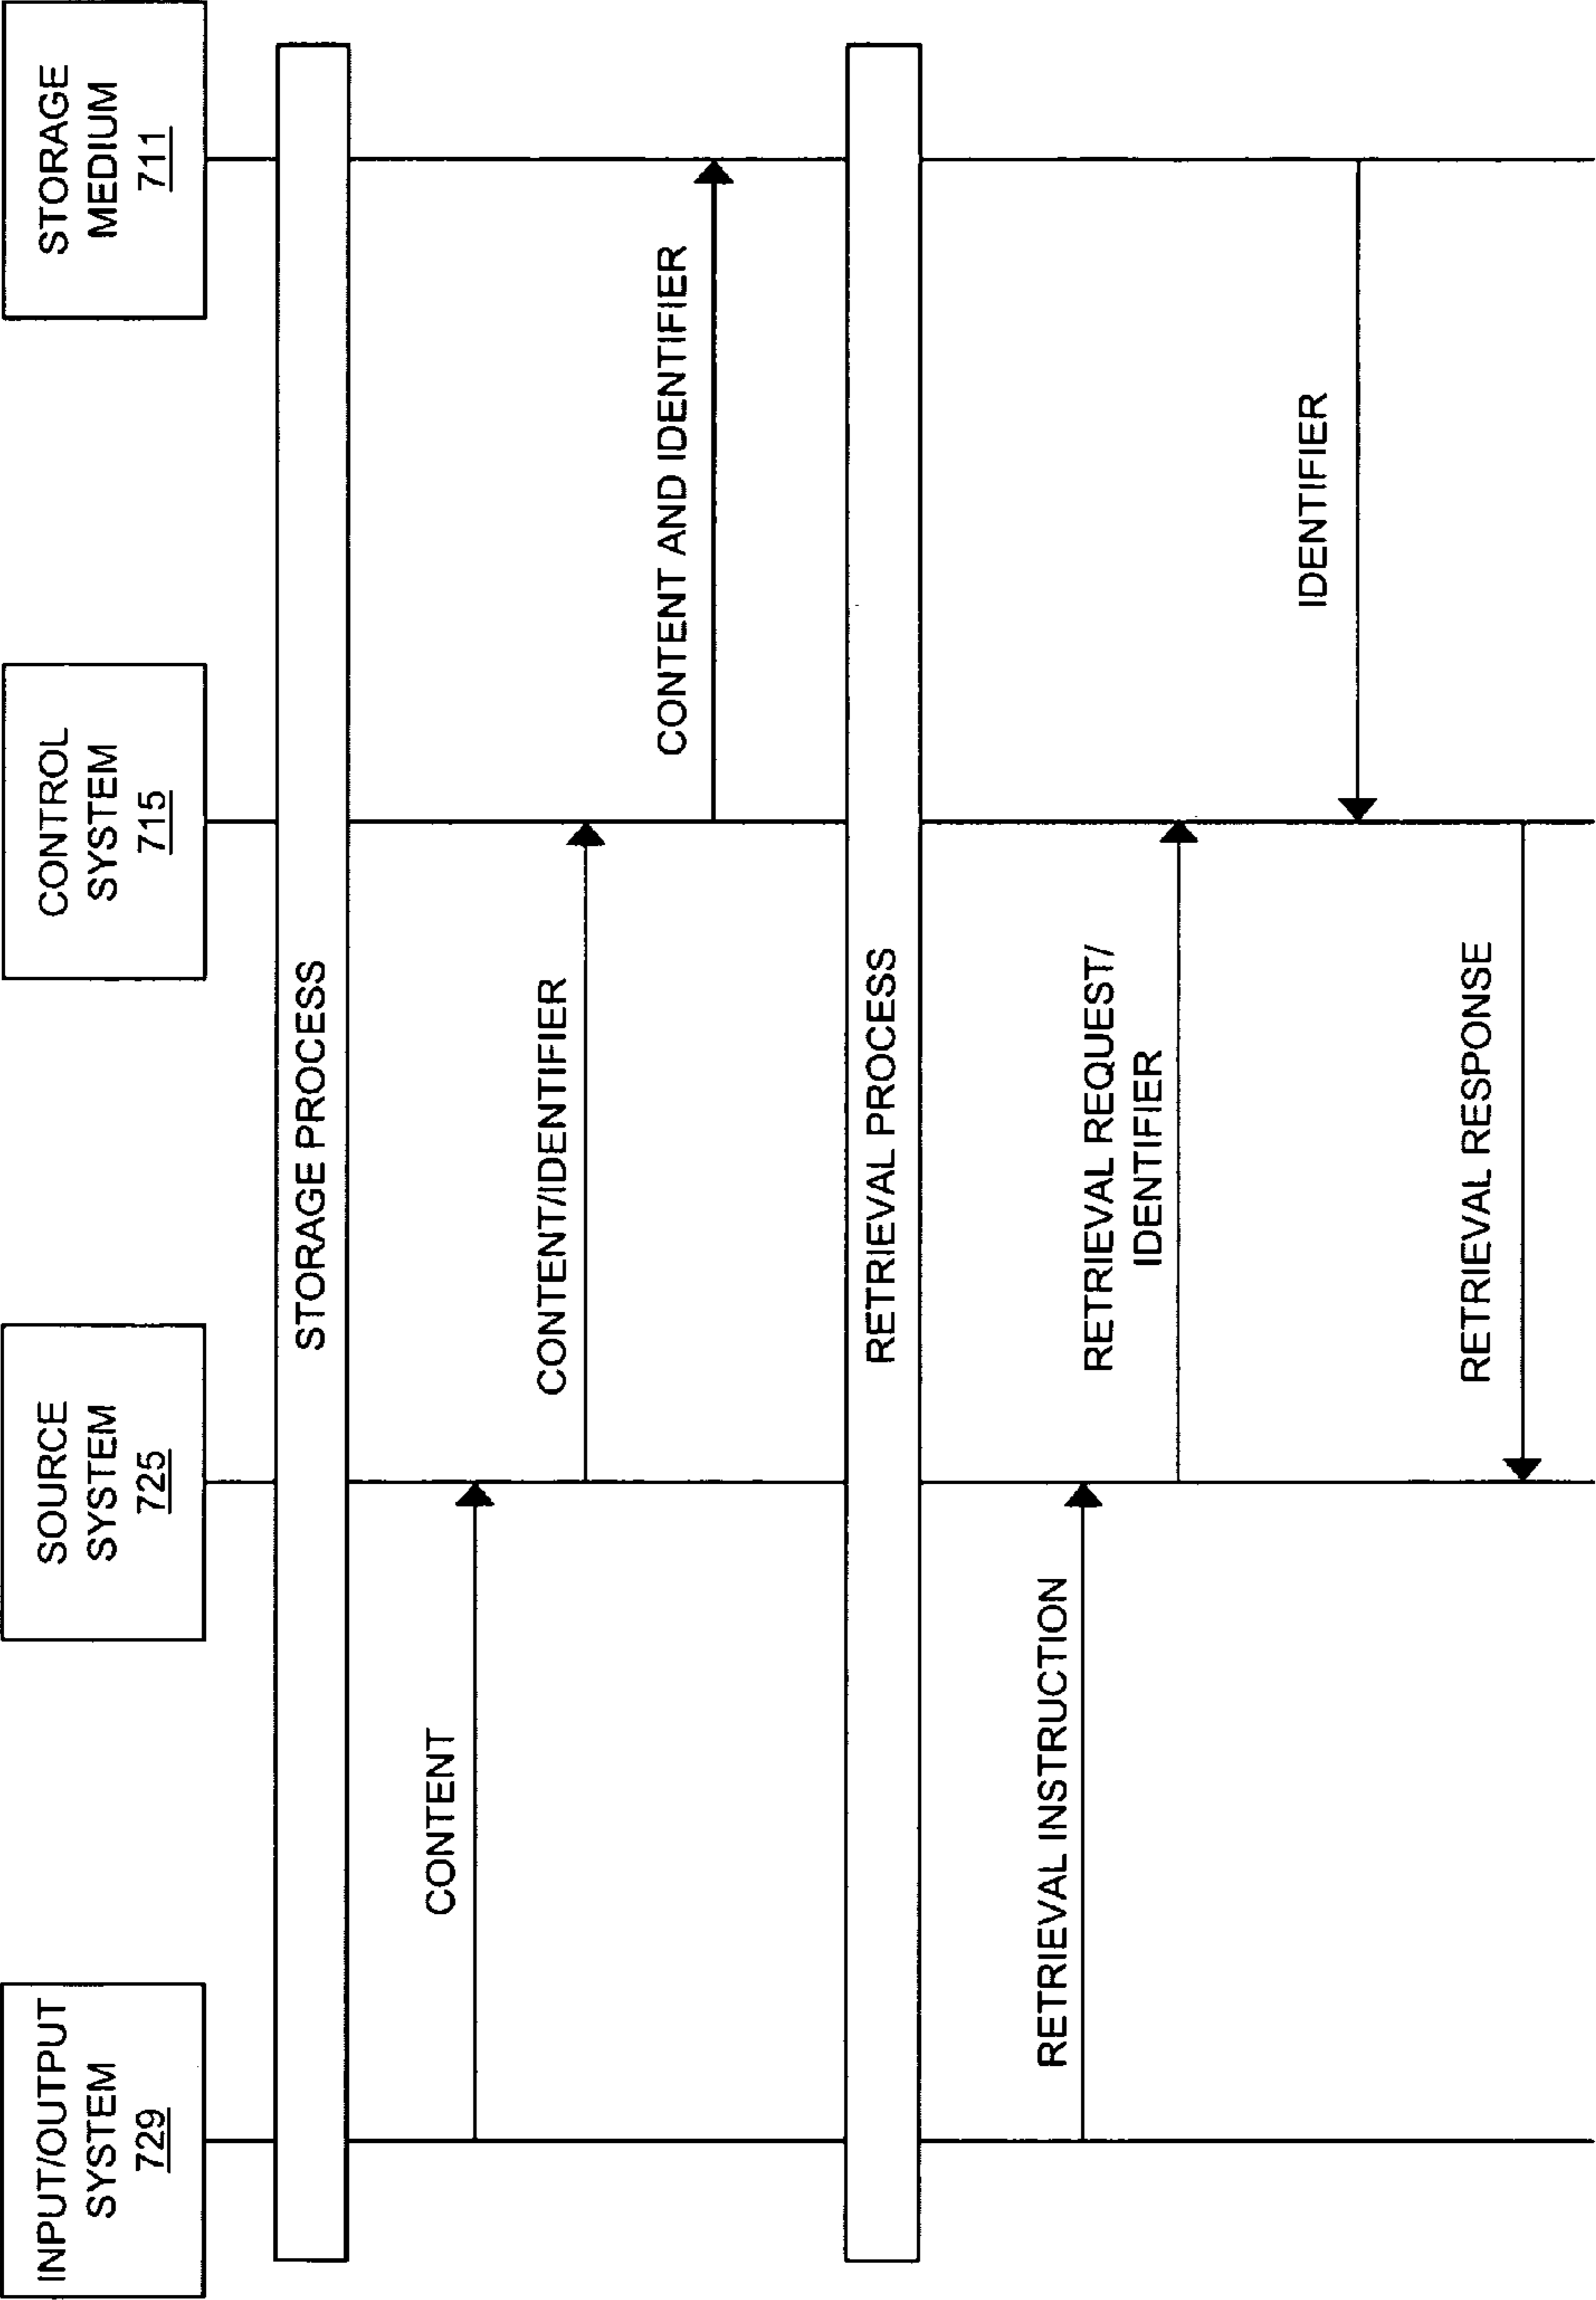 INPUT/OUTPUT
SYSTEM
729
SOURCE
SYSTEM
725
CONTROL
SYSTEM
715
STORAGE
MEDIUM
711
STORAGE PROCESS
CONTENT
CONTENT/IDENTIFIER
CONTENT AND IDENTIFIER
RETRIEVAL PROCESS
RETRIEVAL INSTRUCTION
RETRIEVAL REQUEST/
IDENTIFIER
IDENTIFIER
RETRIEVAL RESPONSE